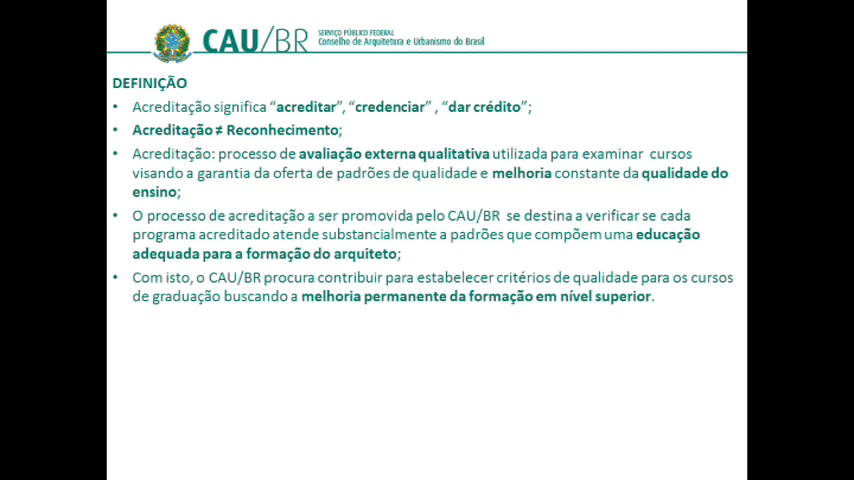 CAU/BR
SERVIÇO PÚBLICO FEDERAL
Conselho de Arquitetura e Urbanismo do Brasil
DEFINIÇÃO
• Acreditação significa “acreditar”, “credenciar” , “dar crédito”;
• Acreditação ≠ Reconhecimento;
• Acreditação: processo de avaliação externa qualitativa utilizada para examinar cursos
visando a garantia da oferta de padrões de qualidade e melhoria constante da qualidade do
ensino;
• O processo de acreditação a ser promovida pelo CAU/BR se destina a verificar se cada
programa acreditado atende substancialmente a padrões que compõem uma educação
adequada para a formação do arquiteto;
• Com isto, o CAU/BR procura contribuir para estabelecer critérios de qualidade para os cursos
de graduação buscando a melhoria permanente da formação em nível superior.